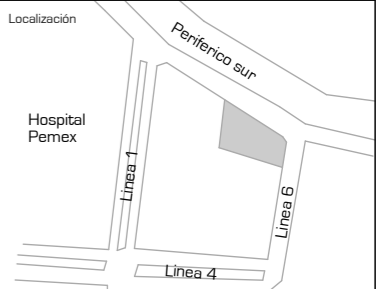 Localización
Periferico sur
Hospital
Pemex
Linea 1
Linea 6
Linea 4